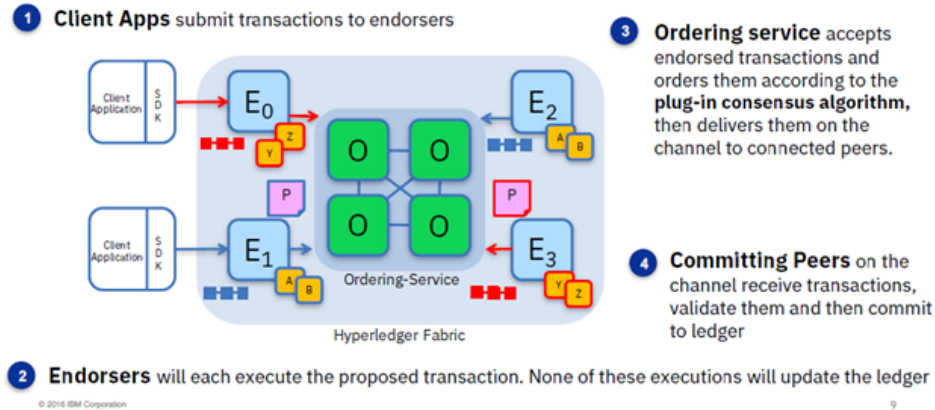 1 Client Apps submit transactions to endorsers
Client
Application
S
D
K
E0
Z
Y
P
O
O
O
O
E2
A
B
Client
Application
S
D
K
E1
A
B
Ordering-Service
P
E3
Y
Z
Hyperledger Fabric
3 Ordering service accepts
endorsed transactions and
orders them according to the
plug-in consensus algorithm,
then delivers them on the
channel to connected peers.
4 Committing Peers on the
channel receive transactions,
validate them and then commit
to ledger
2 Endorsers will each execute the proposed transaction. None of these executions will update the ledger
© 2016 IBM Corporation
9